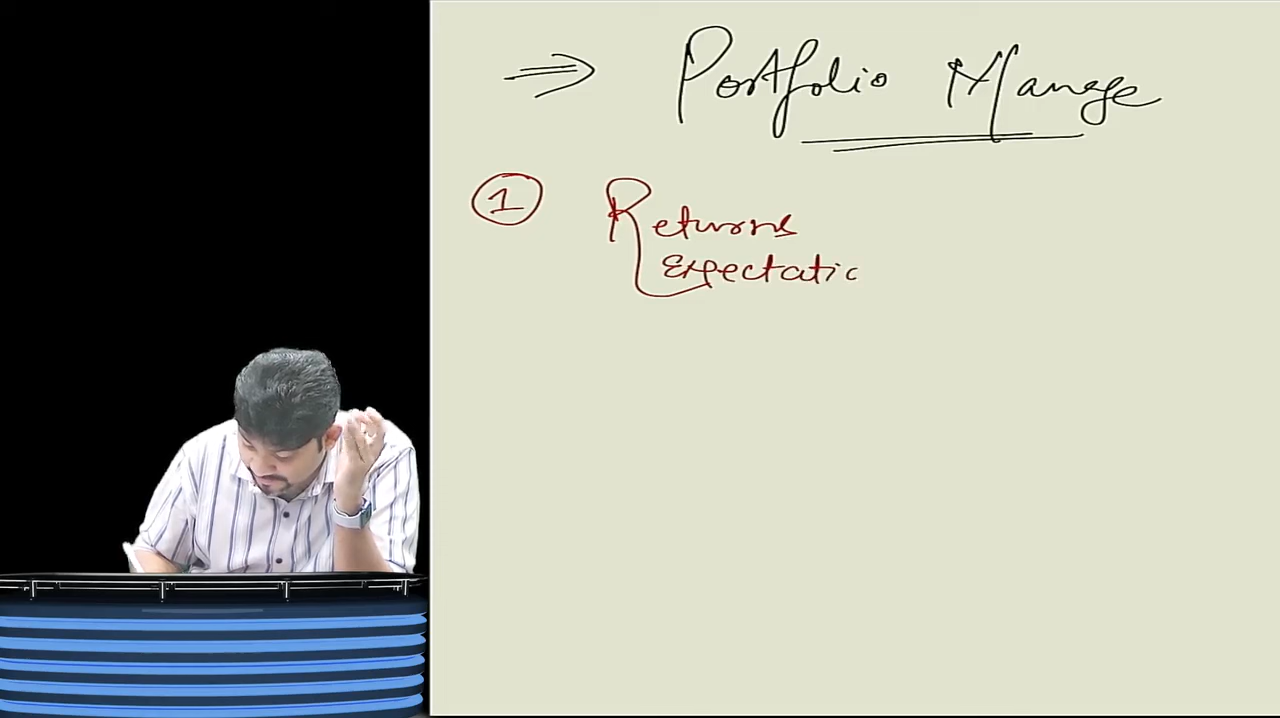 ⇒ Portfolio Manage
① Returns
Expectatic